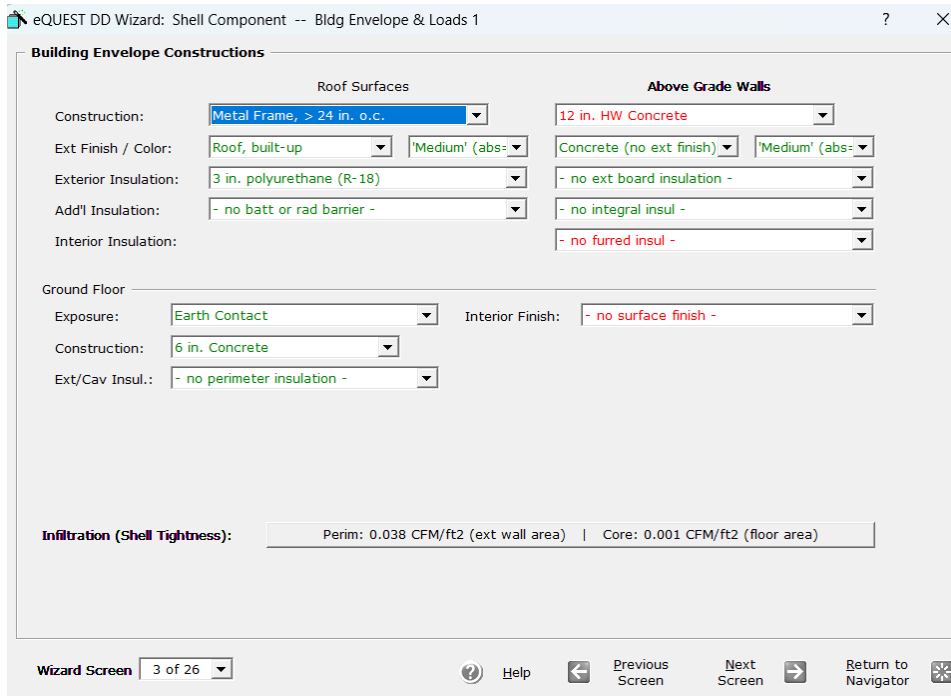 eQUEST DD Wizard: Shell Component -- Bldg Envelope & Loads 1 ?
Building Envelope Constructions
Roof Surfaces Above Grade Walls
Construction: Metal Frame, > 24 in. o.c. 12 in. HW Concrete
Ext Finish / Color: Roof, built-up 'Medium' (abs= Concrete (no ext finish) 'Medium' (abs=
Exterior Insulation: 3 in. polyurethane (R-18) - no ext board insulation -
Add'l Insulation: - no batt or rad barrier - - no integral insul -
Interior Insulation: - no furred insul -
Ground Floor
Exposure: Earth Contact Interior Finish: - no surface finish -
Construction: 6 in. Concrete
Ext/Cav Insul.: - no perimeter insulation -
Infiltration (Shell Tightness): Perim: 0.038 CFM/ft2 (ext wall area) | Core: 0.001 CFM/ft2 (floor area)
Wizard Screen 3 of 26 ? Help Previous Screen Next Screen Return to Navigator